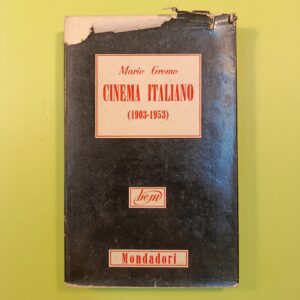 Mario Gromo
CINEMA ITALIANO
(1903-1953)
bcm
Mondadori